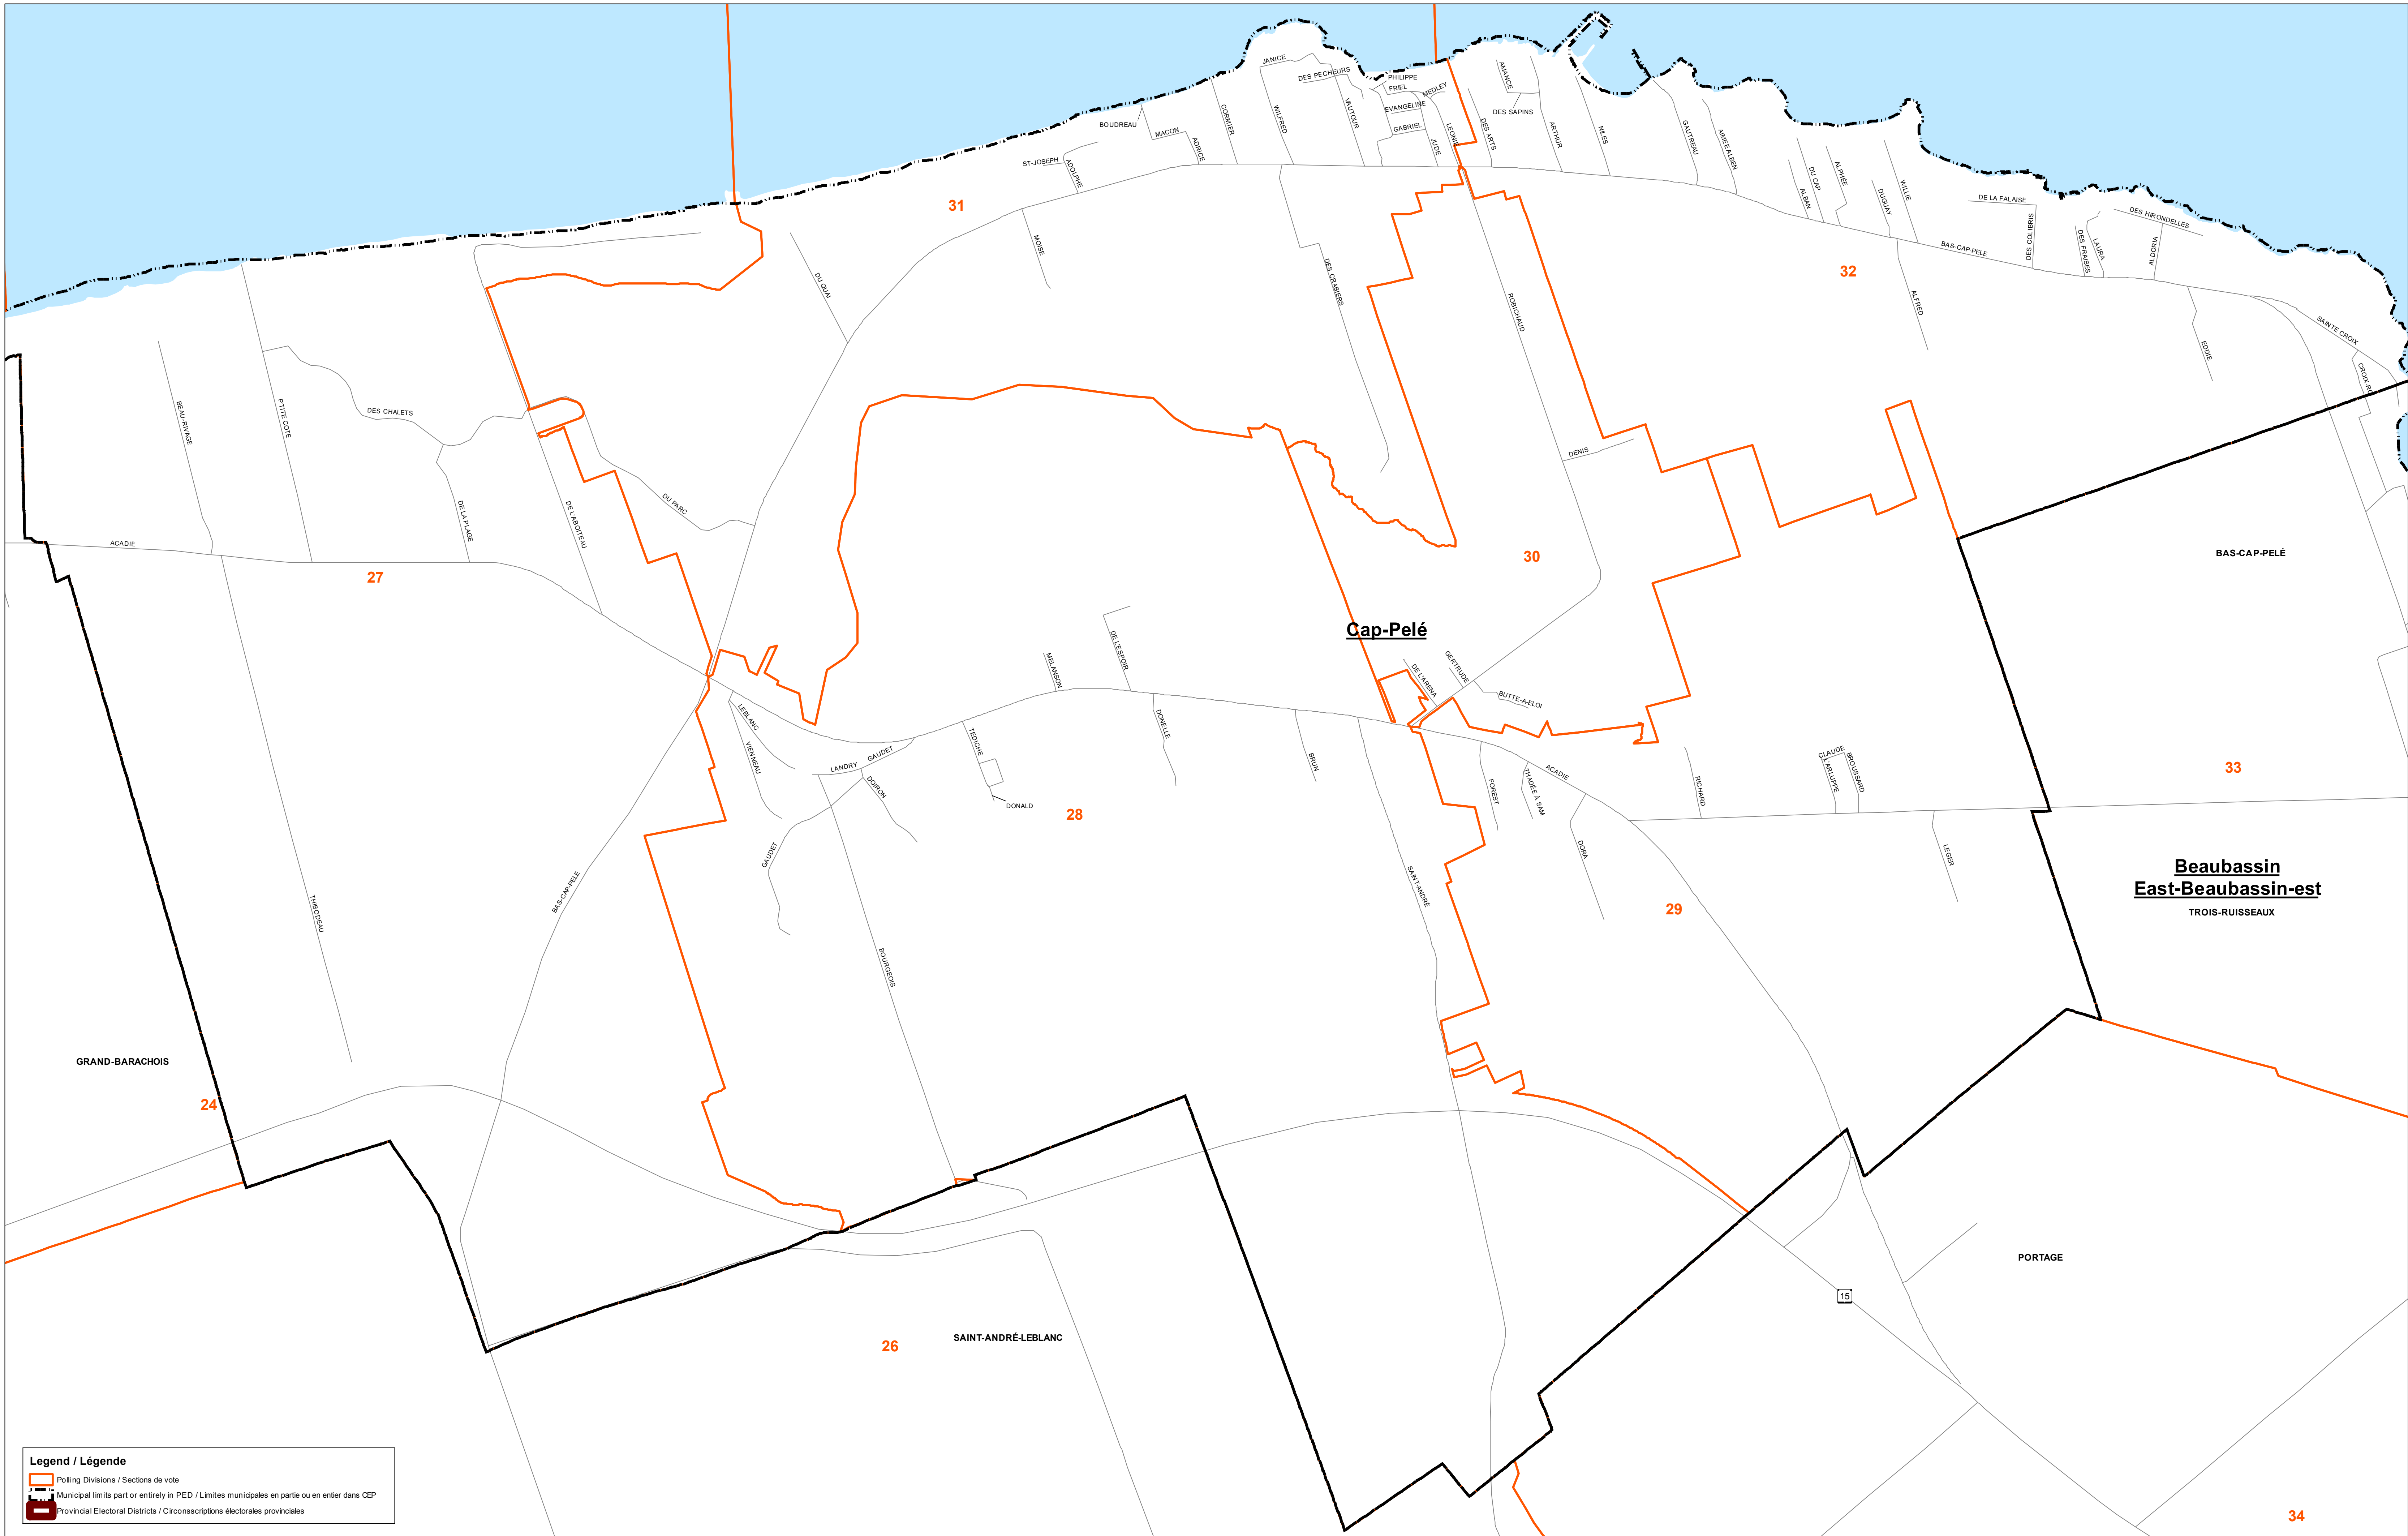 JANICE
DES PECHEURS
PHILIPPE
FRIEL
MEDLEY
EVANGELINE
GABRIEL
JUDE
LEONIE
DES ARTS
AMANCE
DES SAPINS
ARTHUR
NILES
GAUTREAU
AIMEE ALBEN
BOUDREAU
MACON
ADRICE
CORMIER
WILFRED
VAUTOUR
ST-JOSEPH
ADOLPHE
ALBAN
DU CAP
ALPHÉE
DUGUAY
WILLIE
DE LA FALAISE
DES COLIBRIS
DES FRAISES
LAURA
ALDORIA
DES HIRONDELLES
31
MOISE
DU QUAI
DES CRABIERS
ROBICHAUD
32
BAS-CAP-PELE
ALFRED
EDDIE
SAINTE CROIX
BEAU-RIVAGE
P'TITE COTE
DES CHALETS
DE LA PLAGE
DE L'ABOITEAU
DU PARC
DENIS
ACADIE
27
30
BAS-CAP-PELÉ
Cap-Pelé
MELANSON
DE L'ESPOIR
DE L'ARENA
GERTRUDE
BUTTE-A-ELOI
LEBLANC
VIENNEAU
LANDRY
GAUDET
DOIRON
TEDICHE
DONALD
DONELLE
BRUN
FOREST
THADÉE À SAM
ACADIE
DORA
RICHARD
CLAUDE
L'ARLUPPE
BROUSSARD
LEGER
33
28
GAUDET
BAS-CAP-PELE
THIBODEAU
BOURGEOIS
SAINT-ANDRÉ
29
Beaubassin
East-Beaubassin-est
TROIS-RUISSEAUX
GRAND-BARACHOIS
24
PORTAGE
15
26
SAINT-ANDRÉ-LEBLANC
34
Legend / Légende
Polling Divisions / Sections de vote
Municipal limits part or entirely in PED / Limites municipales en partie ou en entier dans CEP
Provincial Electoral Districts / Circonsscriptions électorales provinciales